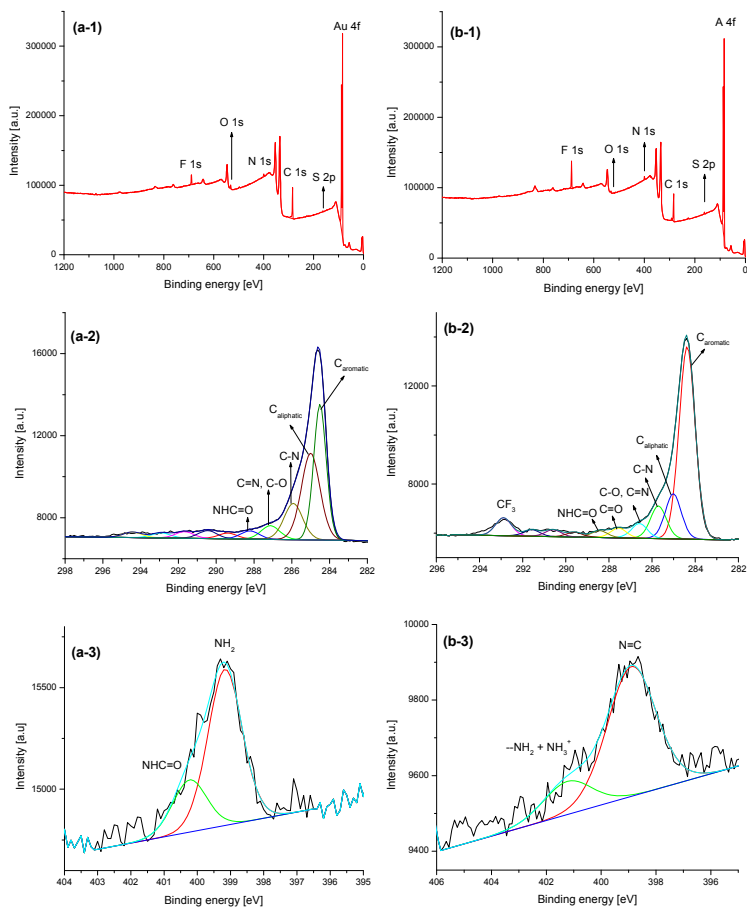 (a-1)
Au 4f
300000
200000
100000
0
Intensity [a.u.]
F 1s
O 1s
N 1s
C 1s
S 2p
1200 1000 800 600 400 200 0
Binding energy [eV]
(b-1)
A 4f
300000
200000
100000
0
Intensity [a.u.]
F 1s
O 1s
N 1s
C 1s
S 2p
1200 1000 800 600 400 200 0
Binding energy [eV]
(a-2)
16000
12000
8000
Intensity [a.u.]
C aromatic
C aliphatic
C-N
C=N, C-O
NHC=O
298 296 294 292 290 288 286 284 282
Binding energy [eV]
(b-2)
14000
10000
6000
Intensity [a.u.]
C aromatic
C aliphatic
C-N
C-O, C=N
C=O
NHC=O
CF3
296 294 292 290 288 286 284 282
Binding energy [eV]
(a-3)
NH2
NHC=O
15500
15000
Intensity [a.u]
404 403 402 401 400 399 398 397 396 395
Binding energy [eV]
(b-3)
N=C
--NH2 + NH3+
9900
9800
9600
9400
Intensity [a.u.]
406 404 402 400 398 396
Binding energy [eV]